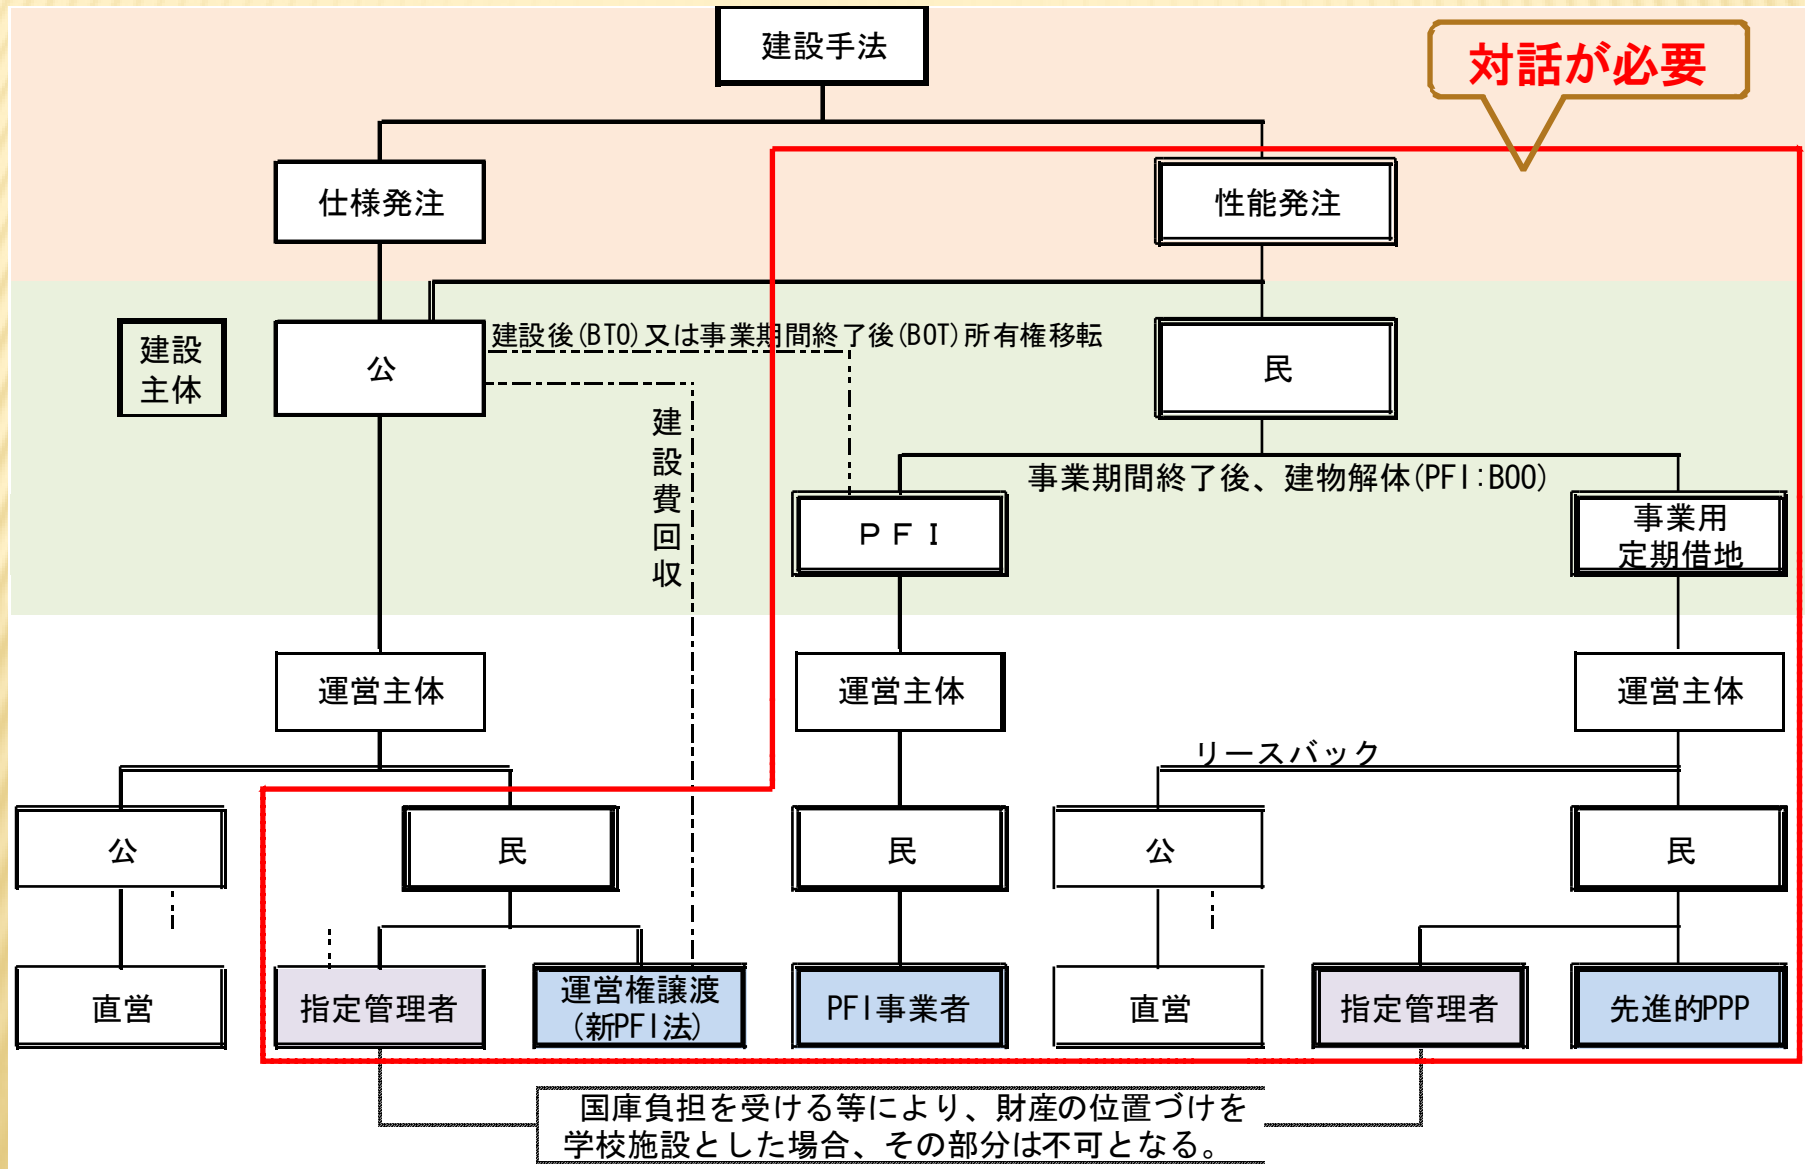 建設手法
対話が必要
仕様発注
性能発注
建設
主体
公
建設後(BTO)又は事業期間終了後(BOT)所有権移転
民
建設費回収
事業期間終了後、建物解体(PFI:BOO)
ＰＦＩ
事業用
定期借地
運営主体
運営主体
運営主体
リースバック
公
民
民
公
民
直営
指定管理者
運営権譲渡
(新PFI法)
PFI事業者
直営
指定管理者
先進的PPP
国庫負担を受ける等により、財産の位置づけを
学校施設とした場合、その部分は不可となる。